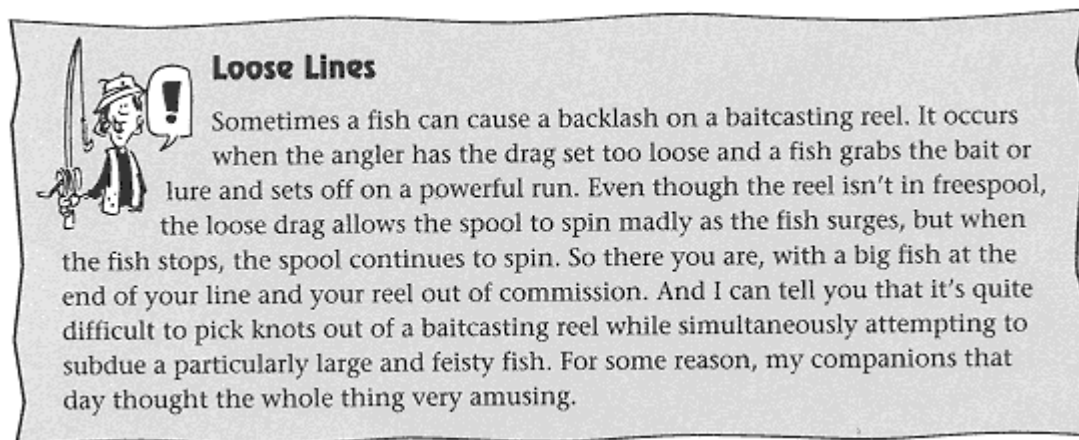 Loose Lines
!
Sometimes a fish can cause a backlash on a baitcasting reel. It occurs
when the angler has the drag set too loose and a fish grabs the bait or
lure and sets off on a powerful run. Even though the reel isn't in freespool,
the loose drag allows the spool to spin madly as the fish surges, but when
the fish stops, the spool continues to spin. So there you are, with a big fish at the
end of your line and your reel out of commission. And I can tell you that it's quite
difficult to pick knots out of a baitcasting reel while simultaneously attempting to
subdue a particularly large and feisty fish. For some reason, my companions that
day thought the whole thing very amusing.